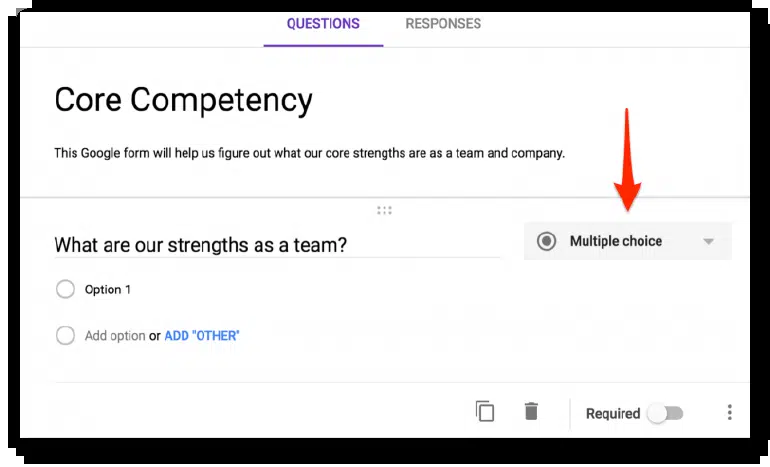 QUESTIONS RESPONSES
Core Competency
This Google form will help us figure out what our core strengths are as a team and company.
What are our strengths as a team? Multiple choice
Option 1
Add option or ADD "OTHER"
Required